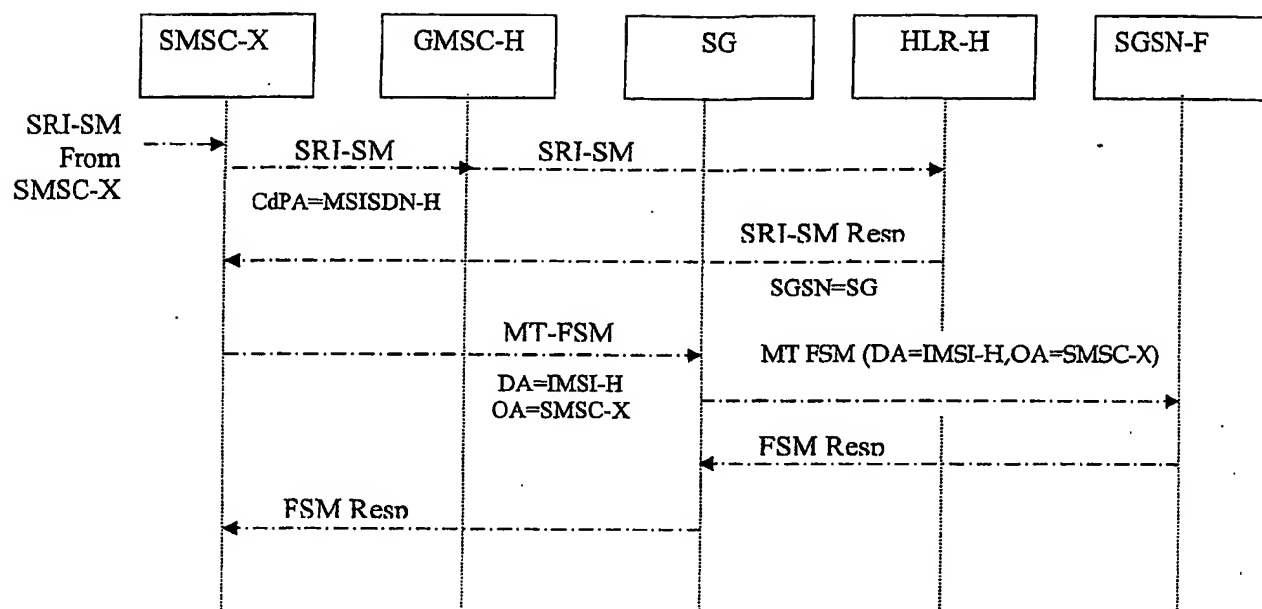 SMSC-X
GMSC-H
SG
HLR-H
SGSN-F
SRI-SM
From
SMSC-X
SRI-SM
SRI-SM
CdPA=MSISDN-H
SRI-SM Resp
SGSN=SG
MT-FSM
DA=IMSI-H
OA=SMSC-X
MT FSM (DA=IMSI-H,OA=SMSC-X)
FSM Resp
FSM Resp